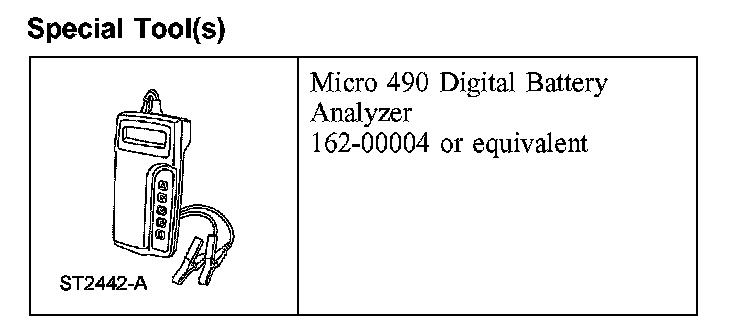 Special Tool(s)
Micro 490 Digital Battery
Analyzer
162-00004 or equivalent
ST2442-A